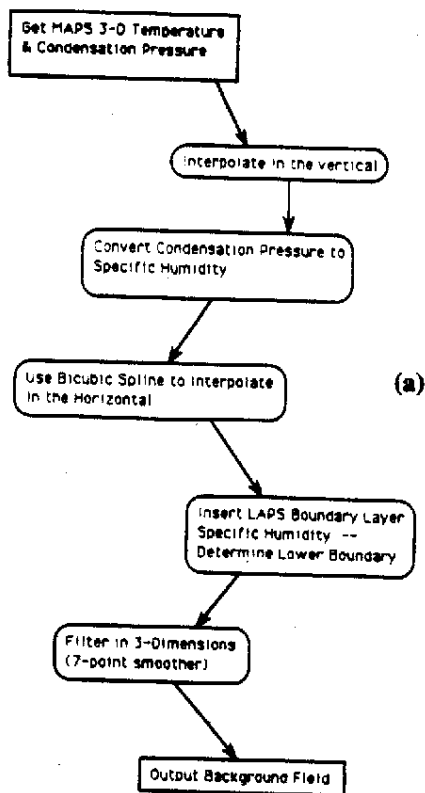 Get MAPS 3-D Temperature
& Condensation Pressure
Interpolate in the vertical
Convert Condensation Pressure to
Specific Humidity
Use Bicubic Spline to Interpolate
in the Horizontal
(a)
Insert LAPS Boundary Layer
Specific Humidity --
Determine Lower Boundary
Filter in 3-Dimensions
(7-point smoother)
Output Background Field